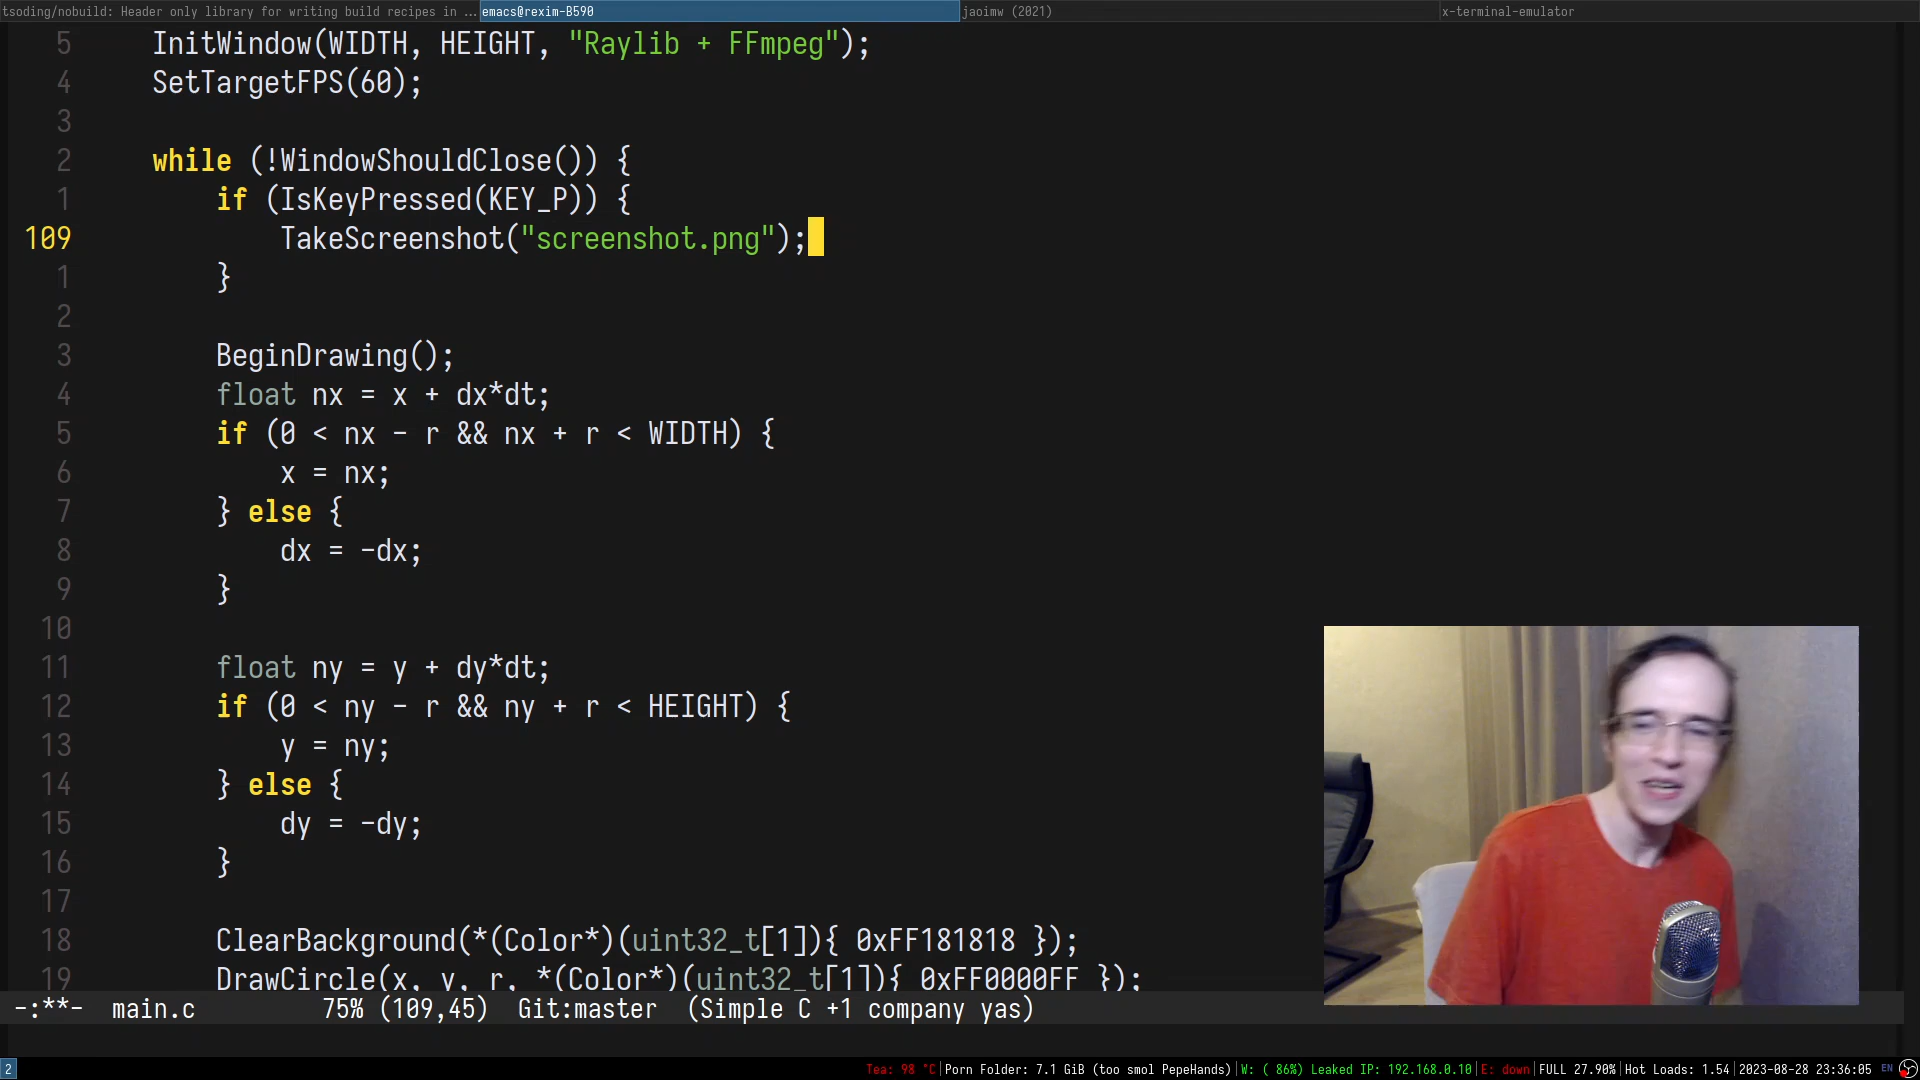 tsoding/nobuild: Header only library for writing build recipes in ...
emacs@rexim-B590
jaoimw (2021)
x-terminal-emulator
5 InitWindow(WIDTH, HEIGHT, "Raylib + FFmpeg");
4 SetTargetFPS(60);
3
2 while (!WindowShouldClose()) {
1 if (IsKeyPressed(KEY_P)) {
109 TakeScreenshot("screenshot.png");
1 }
2
3 BeginDrawing();
4 float nx = x + dx*dt;
5 if (0 < nx - r && nx + r < WIDTH) {
6 x = nx;
7 } else {
8 dx = -dx;
9 }
10
11 float ny = y + dy*dt;
12 if (0 < ny - r && ny + r < HEIGHT) {
13 y = ny;
14 } else {
15 dy = -dy;
16 }
17
18 ClearBackground(*(Color*)(uint32_t[1]){ 0xFF181818 });
19 DrawCircle(x, y, r, *(Color*)(uint32_t[1]){ 0xFF0000FF });
-:**- main.c 75% (109,45) Git:master (Simple C +1 company yas)
2 Tea: 98 °C|Porn Folder: 7.1 GiB (too smol PepeHands)|W: ( 86%) Leaked IP: 192.168.0.10|E: down|FULL 27.90%|Hot Loads: 1.54|2023-08-28 23:36:05 EN